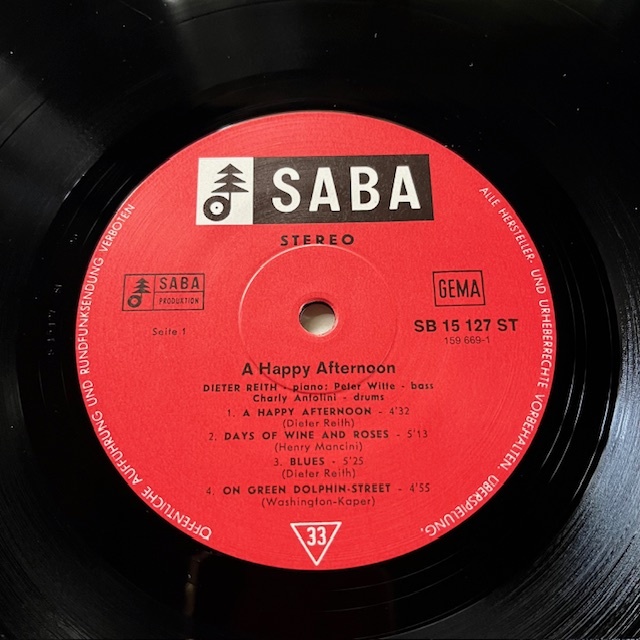 SABA
STEREO
SABA
PRODUKTION
GEMA
Seite 1
SB 15 127 ST
159 669-1
A Happy Afternoon
DIETER REITH - piano: Peter Witte - bass
Charly Antolini - drums
1. A HAPPY AFTERNOON - 4'32
(Dieter Reith)
2. DAYS OF WINE AND ROSES - 5'13
(Henry Mancini)
3. BLUES - 5'25
(Dieter Reith)
4. ON GREEN DOLPHIN-STREET - 4'55
(Washington-Kaper)
33
ALLE HERSTELLER- UND URHEBERRECHTE VORBEHALTEN. ÜBERSPIELUNG,
ÖFFENTLICHE AUFFÜHRUNG UND RUNDFUNKSENDUNG VERBOTEN